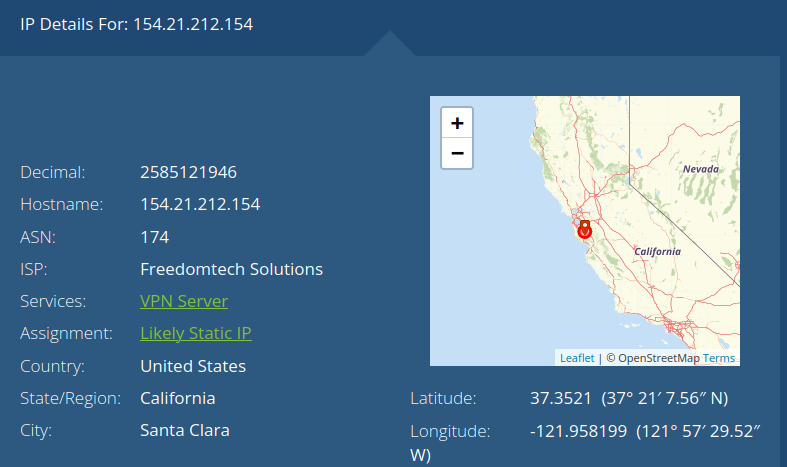 IP Details For: 154.21.212.154
+
−
Nevada
California
Leaflet | © OpenStreetMap Terms
Decimal: 2585121946
Hostname: 154.21.212.154
ASN: 174
ISP: Freedomtech Solutions
Services: VPN Server
Assignment: Likely Static IP
Country: United States
State/Region: California
City: Santa Clara
Latitude: 37.3521 (37° 21′ 7.56″ N)
Longitude: -121.958199 (121° 57′ 29.52″
W)